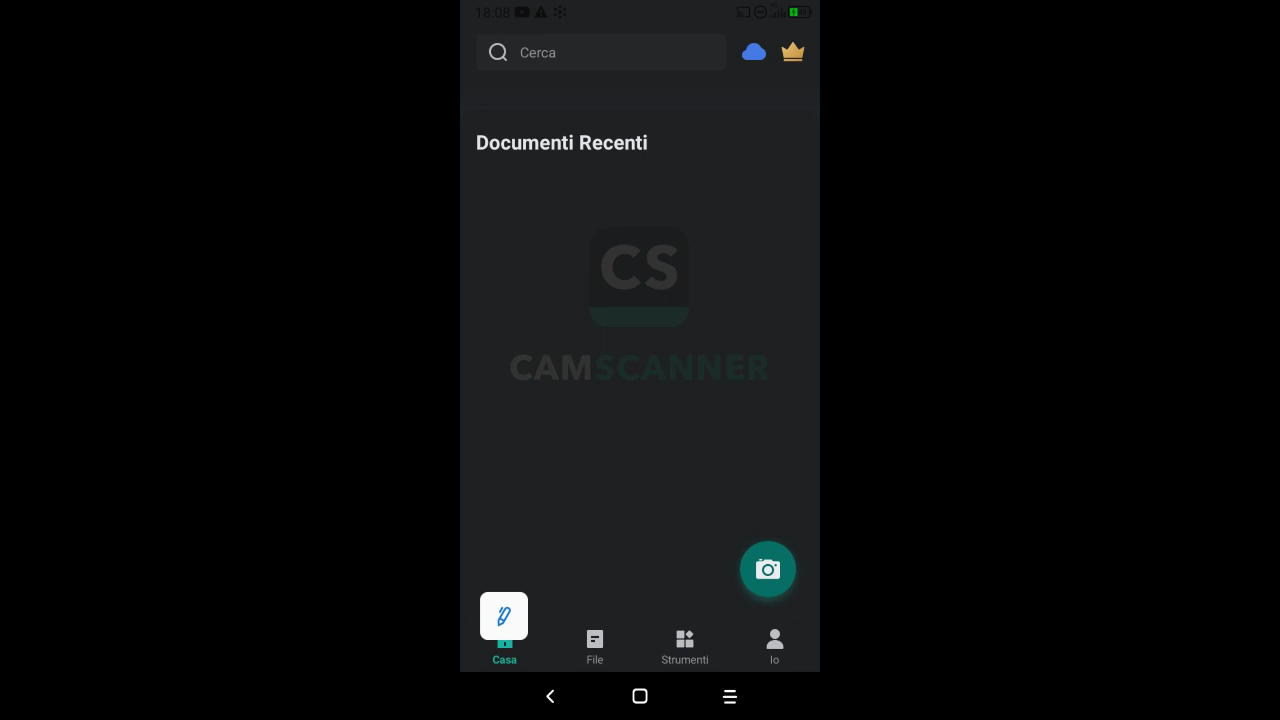 18:08
Cerca
Documenti Recenti
CS
CAMSCANNER
Casa
File
Strumenti
Io